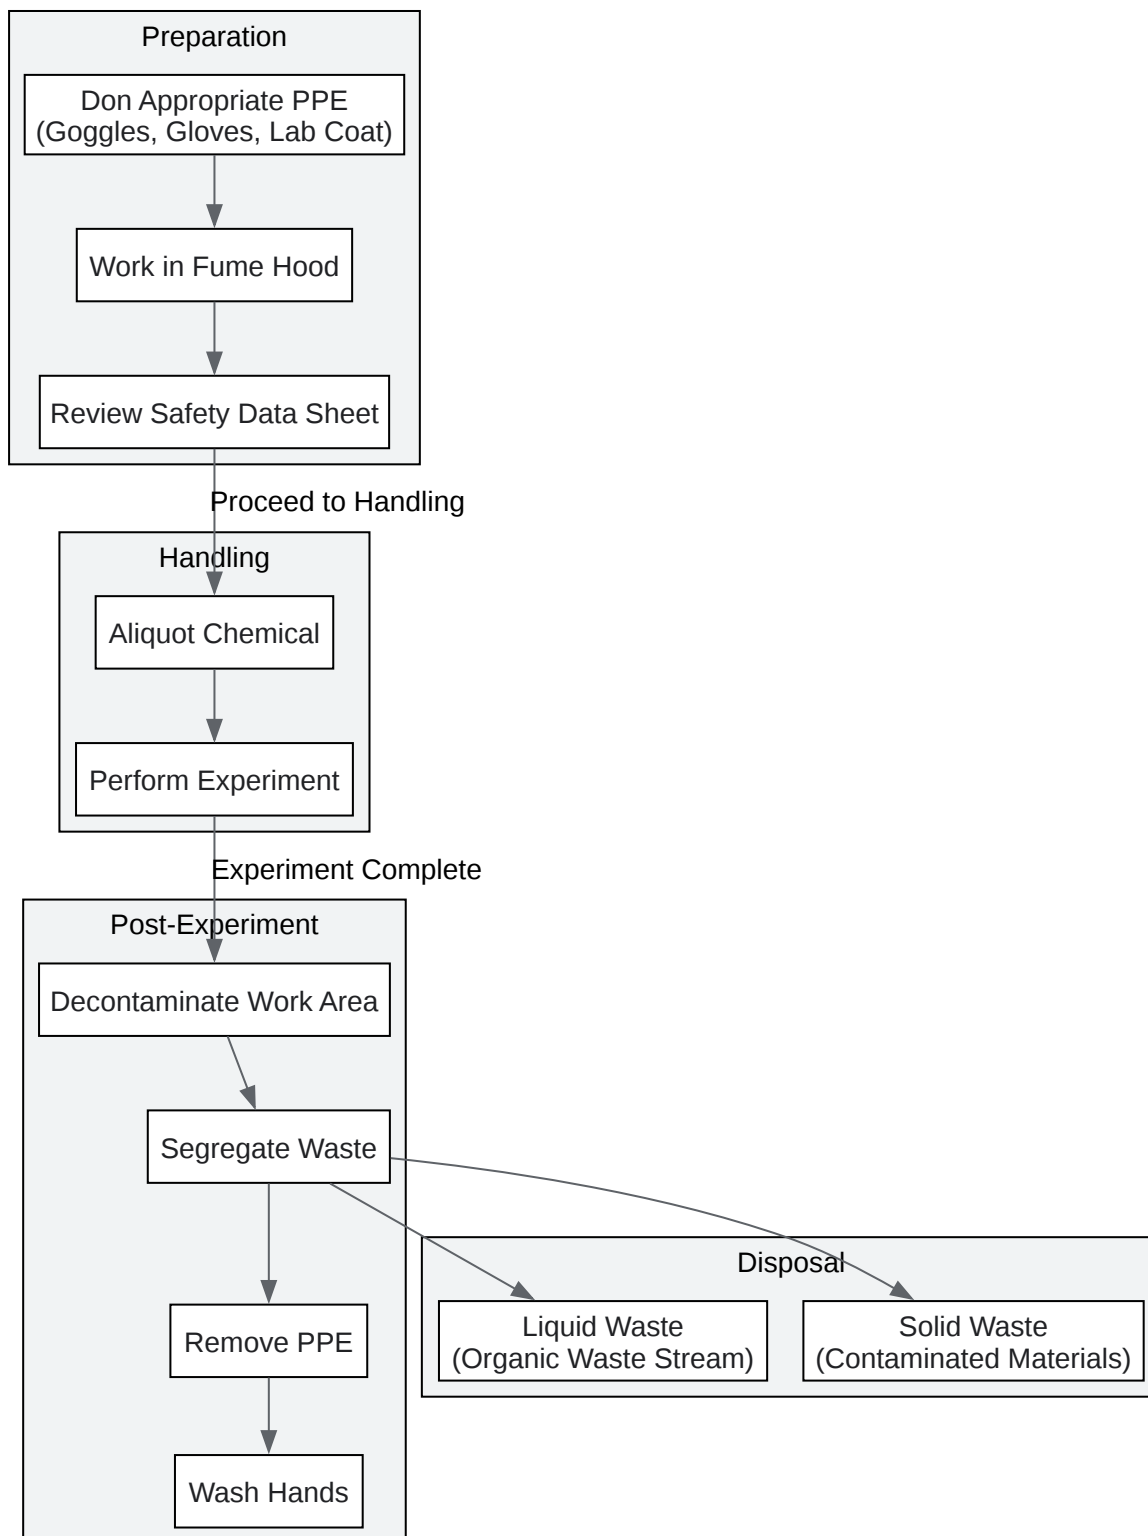 Preparation
Don Appropriate PPE
(Goggles, Gloves, Lab Coat)
Work in Fume Hood
Review Safety Data Sheet
Proceed to Handling
Handling
Aliquot Chemical
Perform Experiment
Experiment Complete
Post-Experiment
Decontaminate Work Area
Segregate Waste
Disposal
Liquid Waste
(Organic Waste Stream)
Solid Waste
(Contaminated Materials)
Remove PPE
Wash Hands